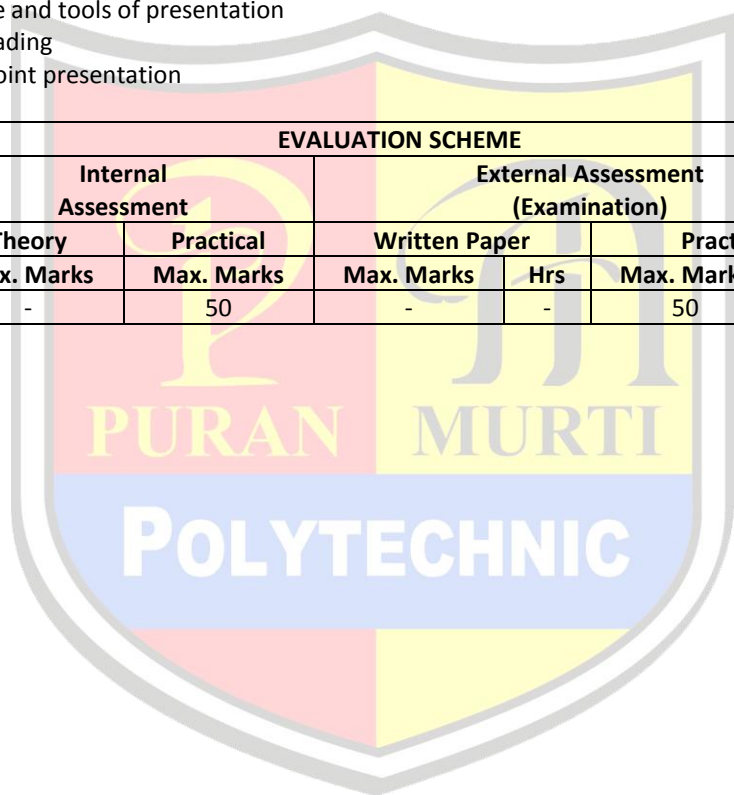 e and tools of presentation
ading
oint presentation
EVALUATION SCHEME
Internal Assessment External Assessment (Examination)
heory Practical Written Paper Pract
x. Marks Max. Marks Max. Marks Hrs Max. Mark
- 50 - - 50
PURAN MURTI
POLYTECHNIC